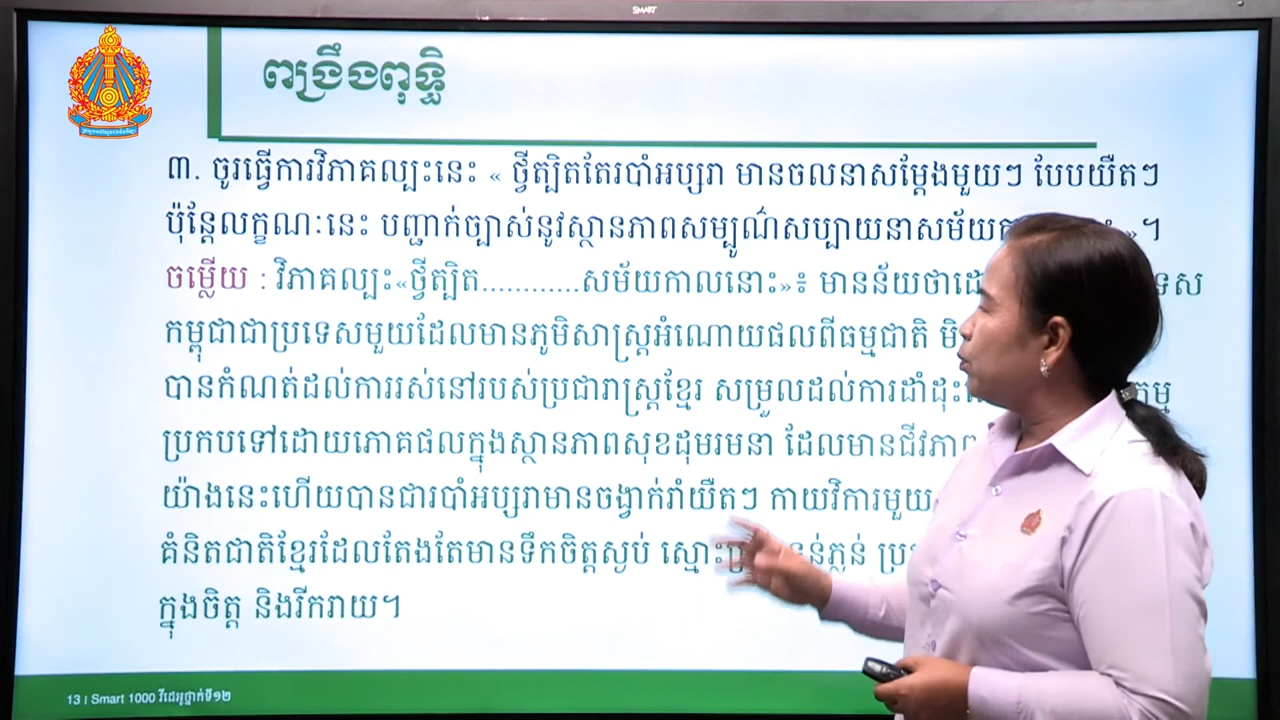 SMART
ពង្រឹងពុទ្ធិ
៣. ចូរធ្វើការវិភាគល្បះនេះ « ថ្វីត្បិតតែរបាំអប្សរា មានចលនាសម្ដែងមួយៗ បែបយឺតៗ
ប៉ុន្តែលក្ខណៈនេះ បញ្ជាក់ច្បាស់នូវស្ថានភាពសម្បូណ៌សប្បាយនាសម័យ »។
ចម្លើយ : វិភាគល្បះ«ថ្វីត្បិត............សម័យកាលនោះ»៖ មានន័យថា
កម្ពុជាជាប្រទេសមួយដែលមានភូមិសាស្ត្រអំណោយផលពីធម្មជាតិ
បានកំណត់ដល់ការរស់នៅរបស់ប្រជារាស្ត្រខ្មែរ សម្រួលដល់ការដាំដុះ
ប្រកបទៅដោយភោគផលក្នុងស្ថានភាពសុខដុមរមនា ដែលមានជីវភាព
យ៉ាងនេះហើយបានជារបាំអប្សរាមានចង្វាក់រាំយឺតៗ កាយវិការមួយ
គំនិតជាតិខ្មែរដែលតែងតែមានទឹកចិត្តស្ងប់ ស្មោះ
ក្នុងចិត្ត និងរីករាយ។
13 | Smart 1000 វីដេអូថ្នាក់ទី១២